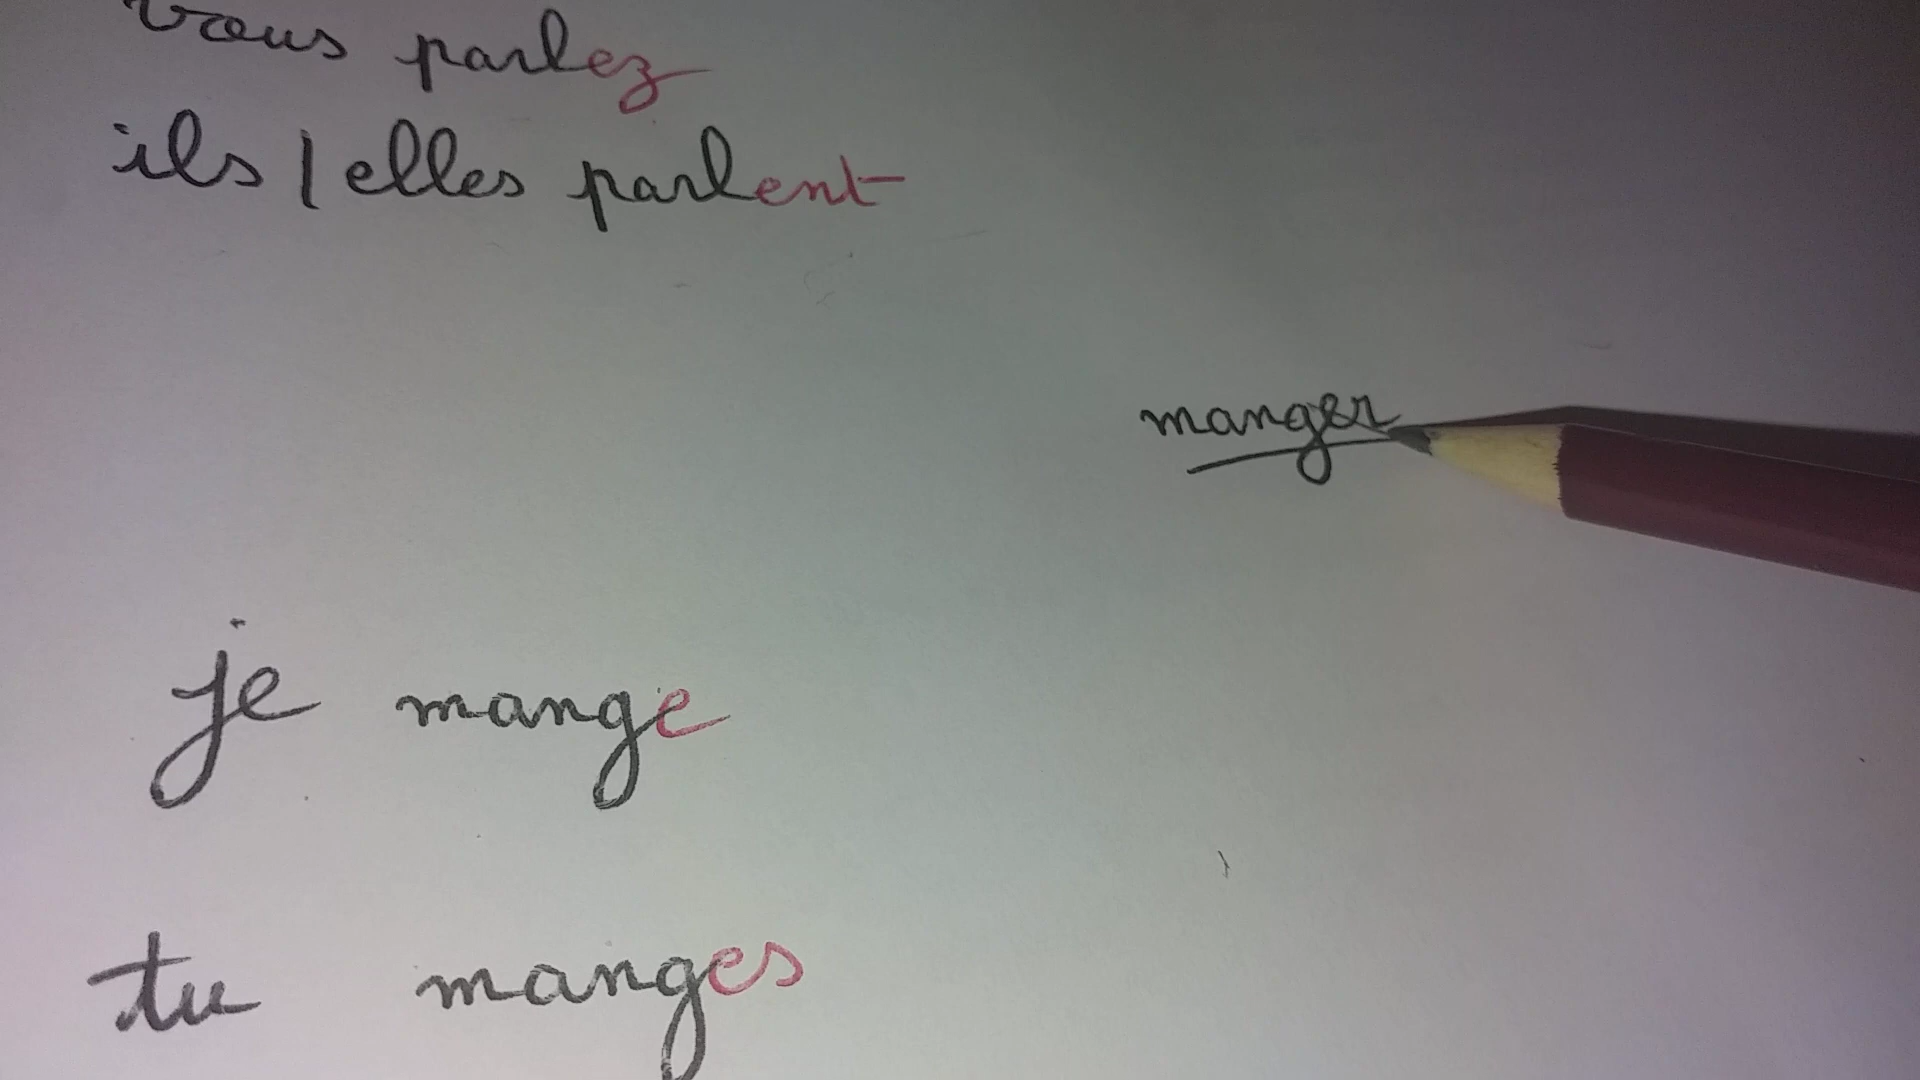 vous parlez
ils / elles parlent
manger
je mange
tu manges